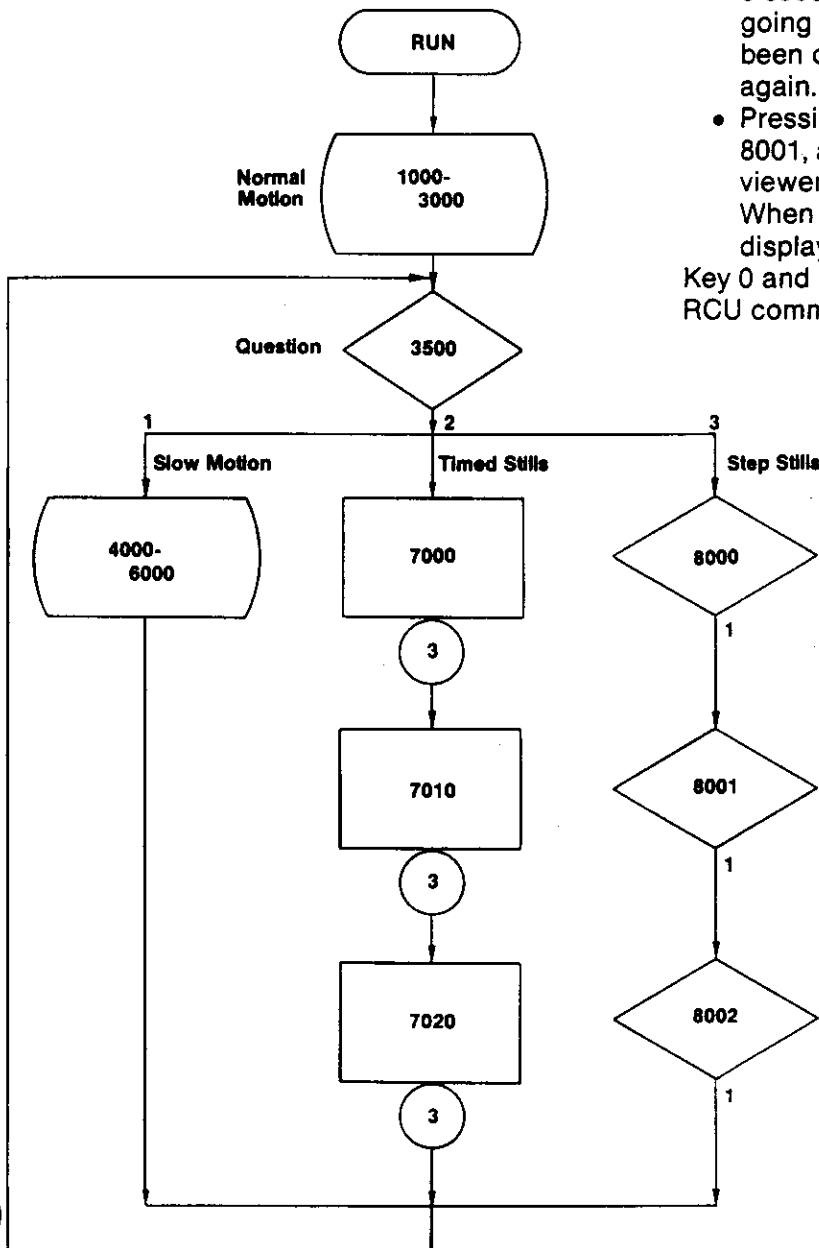 RUN
Normal
Motion
1000-
3000
Question
3500
1
2
3
Slow Motion
Timed Stills
Step Stills
4000-
6000
7000
8000
3
1
7010
8001
3
1
7020
8002
3
1
going
been
again.
• Pressi
8001, a
viewer
When
display
Key 0 and
RCU comm